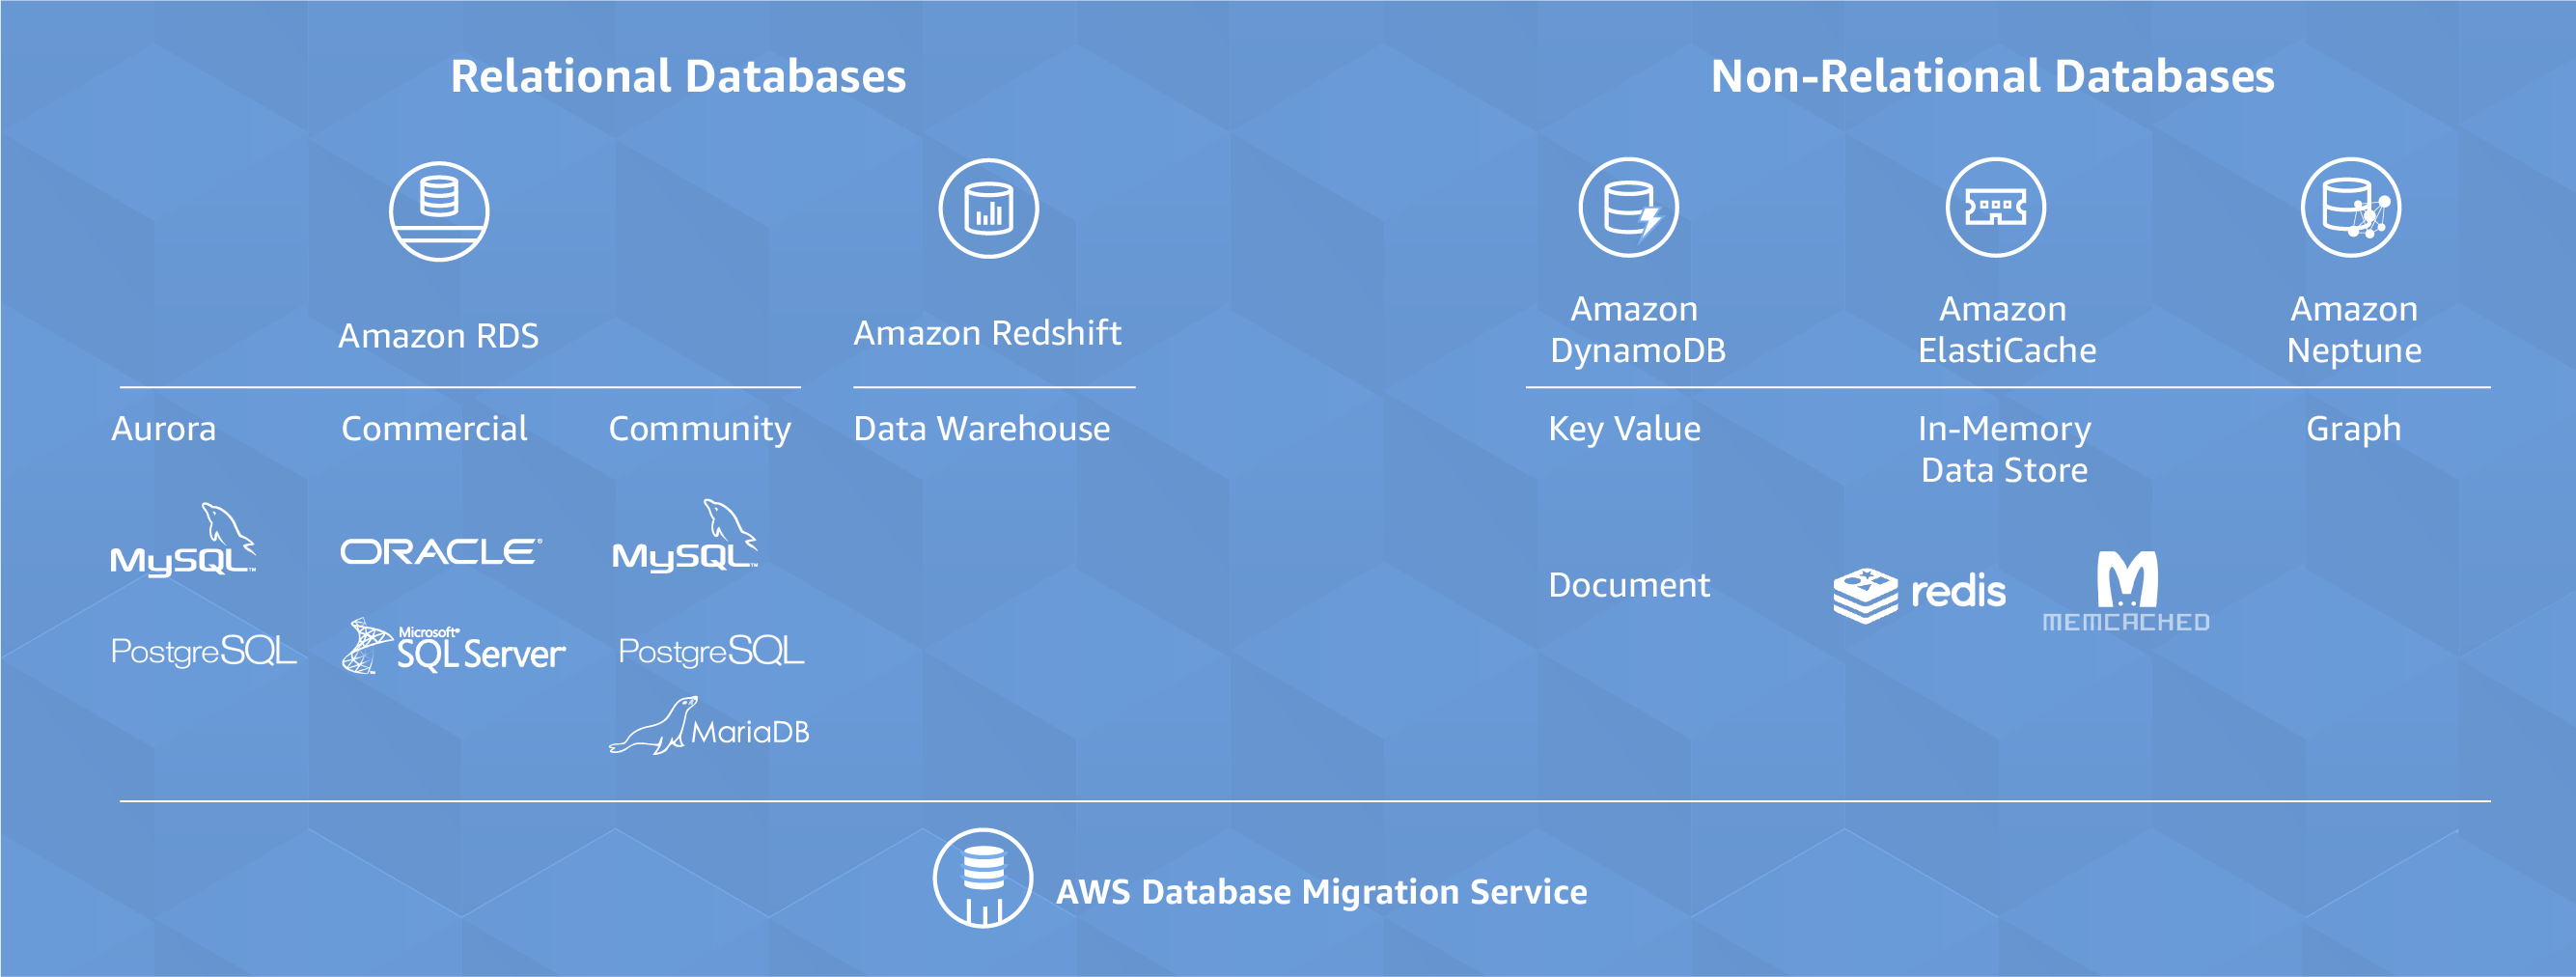 Relational Databases
Non-Relational Databases
Amazon RDS
Amazon Redshift
Amazon
DynamoDB
Amazon
ElastiCache
Amazon
Neptune
Aurora
Commercial
Community
Data Warehouse
Key Value
In-Memory
Data Store
Graph
MySQL™
ORACLE®
MySQL™
Document
redis
MEMCACHED
PostgreSQL
Microsoft®
SQL Server®
PostgreSQL
MariaDB
AWS Database Migration Service